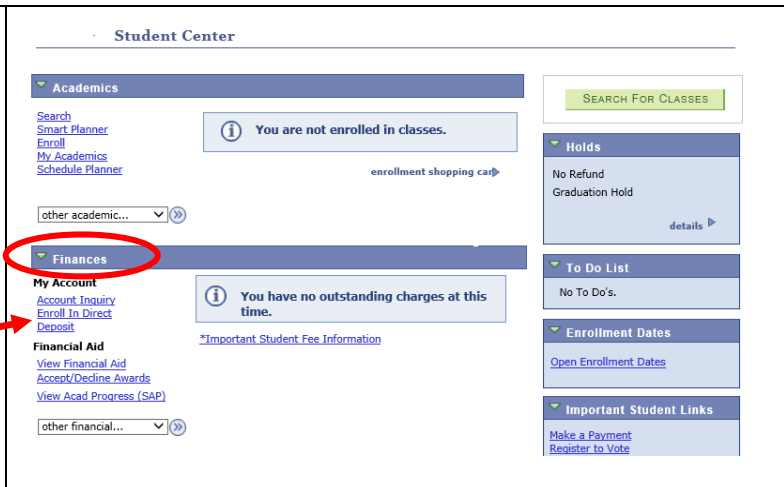 Student Center
Academics
Search
Smart Planner
Enroll
My Academics
Schedule Planner
You are not enrolled in classes.
enrollment shopping car
other academic...
Finances
My Account
Account Inquiry
Enroll In Direct
Deposit
Financial Aid
View Financial Aid
Accept/Decline Awards
View Acad Progress (SAP)
other financial...
You have no outstanding charges at this
time.
*Important Student Fee Information
SEARCH FOR CLASSES
Holds
No Refund
Graduation Hold
details
To Do List
No To Do's.
Enrollment Dates
Open Enrollment Dates
Important Student Links
Make a Payment
Register to Vote